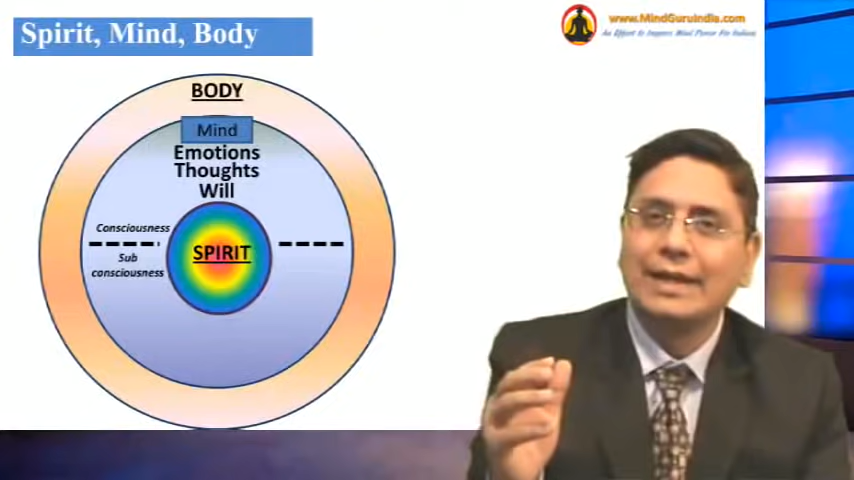 Spirit, Mind, Body
www.MindGuruIndia.com
An Effort to Improve Mind Power For Indians
BODY
Mind
Emotions
Thoughts
Will
Consciousness
SPIRIT
Sub
consciousness